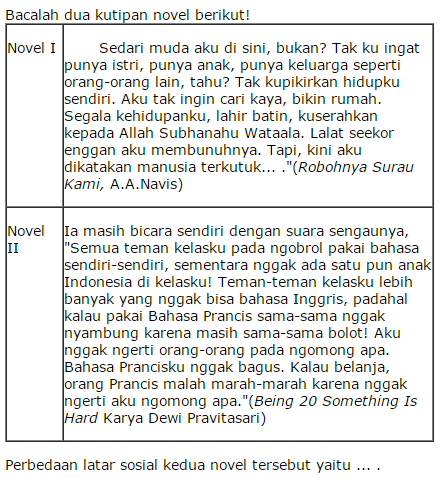 Bacalah dua kutipan novel berikut!
Novel I
Sedari muda aku di sini, bukan? Tak ku ingat
punya istri, punya anak, punya keluarga seperti
orang-orang lain, tahu? Tak kupikirkan hidupku
sendiri. Aku tak ingin cari kaya, bikin rumah.
Segala kehidupanku, lahir batin, kuserahkan
kepada Allah Subhanahu Wataala. Lalat seekor
enggan aku membunuhnya. Tapi, kini aku
dikatakan manusia terkutuk... ."(Robohnya Surau
Kami, A.A.Navis)
Novel
II
Ia masih bicara sendiri dengan suara sengaunya,
"Semua teman kelasku pada ngobrol pakai bahasa
sendiri-sendiri, sementara nggak ada satu pun anak
Indonesia di kelasku! Teman-teman kelasku lebih
banyak yang nggak bisa bahasa Inggris, padahal
kalau pakai Bahasa Prancis sama-sama nggak
nyambung karena masih sama-sama bolot! Aku
nggak ngerti orang-orang pada ngomong apa.
Bahasa Prancisku nggak bagus. Kalau belanja,
orang Prancis malah marah-marah karena nggak
ngerti aku ngomong apa."(Being 20 Something Is
Hard Karya Dewi Pravitasari)
Perbedaan latar sosial kedua novel tersebut yaitu ... .